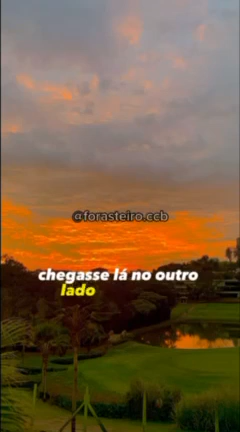 @forasteiro.ccb
chegasse lá no outro
lado